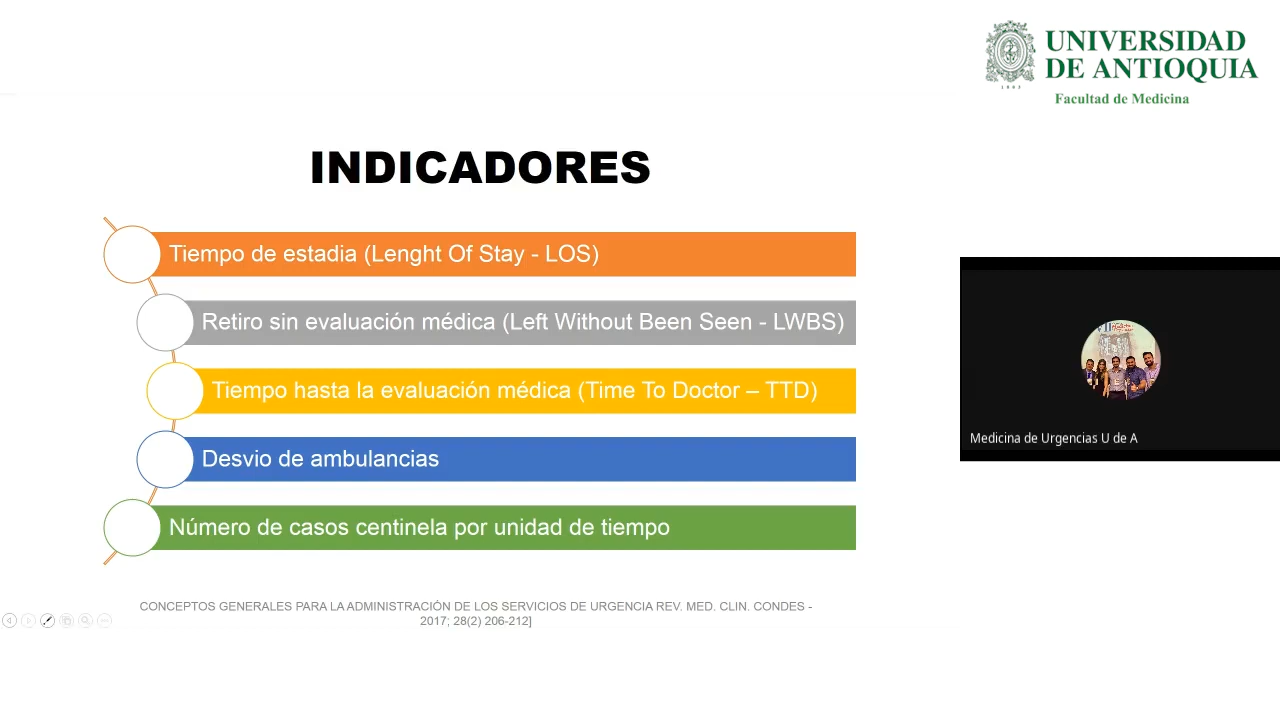 UNIVERSIDAD
DE ANTIOQUIA
1803
Facultad de Medicina
INDICADORES
Tiempo de estadia (Lenght Of Stay - LOS)
Retiro sin evaluación médica (Left Without Been Seen - LWBS)
Tiempo hasta la evaluación médica (Time To Doctor – TTD)
Desvio de ambulancias
Número de casos centinela por unidad de tiempo
Medicina de Urgencias U de A
CONCEPTOS GENERALES PARA LA ADMINISTRACIÓN DE LOS SERVICIOS DE URGENCIA REV. MED. CLIN. CONDES -
2017; 28(2) 206-212]